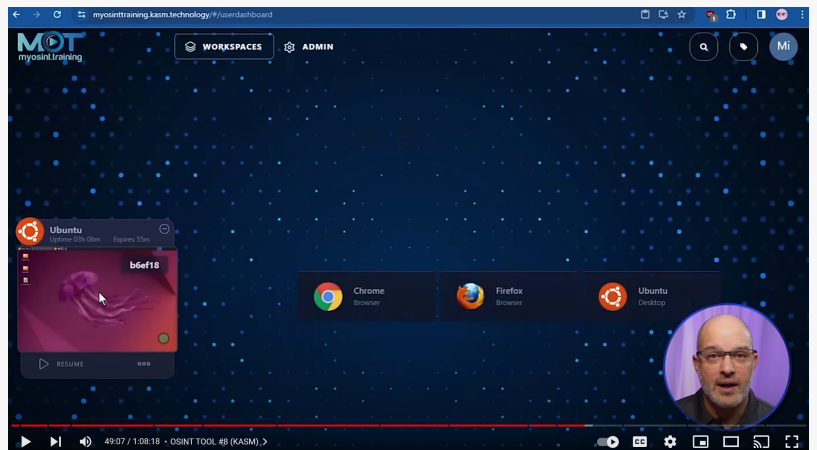 myosinttraining.kasm.technology/#/userdashboard
MOT
myosint.training
WORKSPACES
ADMIN
Mi
Ubuntu
Uptime 03h 06m Expires 55m
b6ef18
RESUME
Chrome
Browser
Firefox
Browser
Ubuntu
Desktop
49:07 / 1:08:18 • OSINT TOOL #8 (KASM)
CC